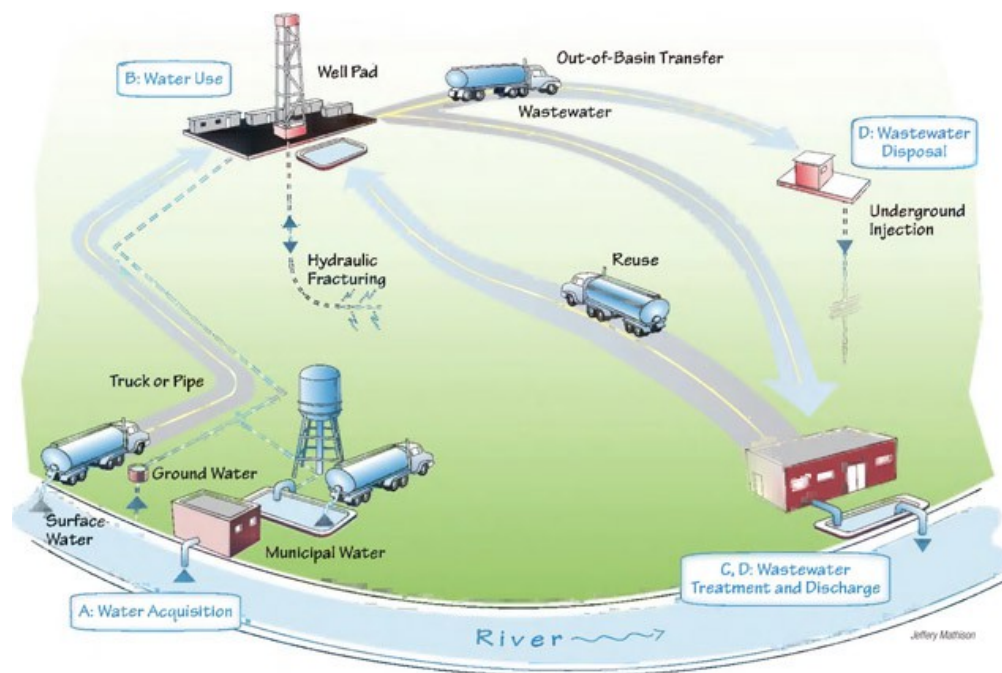 B: Water Use
Well Pad
Out-of-Basin Transfer
Wastewater
D: Wastewater
Disposal
Underground
Injection
Hydraulic
Fracturing
Reuse
Truck or Pipe
Ground Water
Surface
Water
Municipal Water
A: Water Acquisition
C, D: Wastewater
Treatment and Discharge
River
Jeffery Mathison